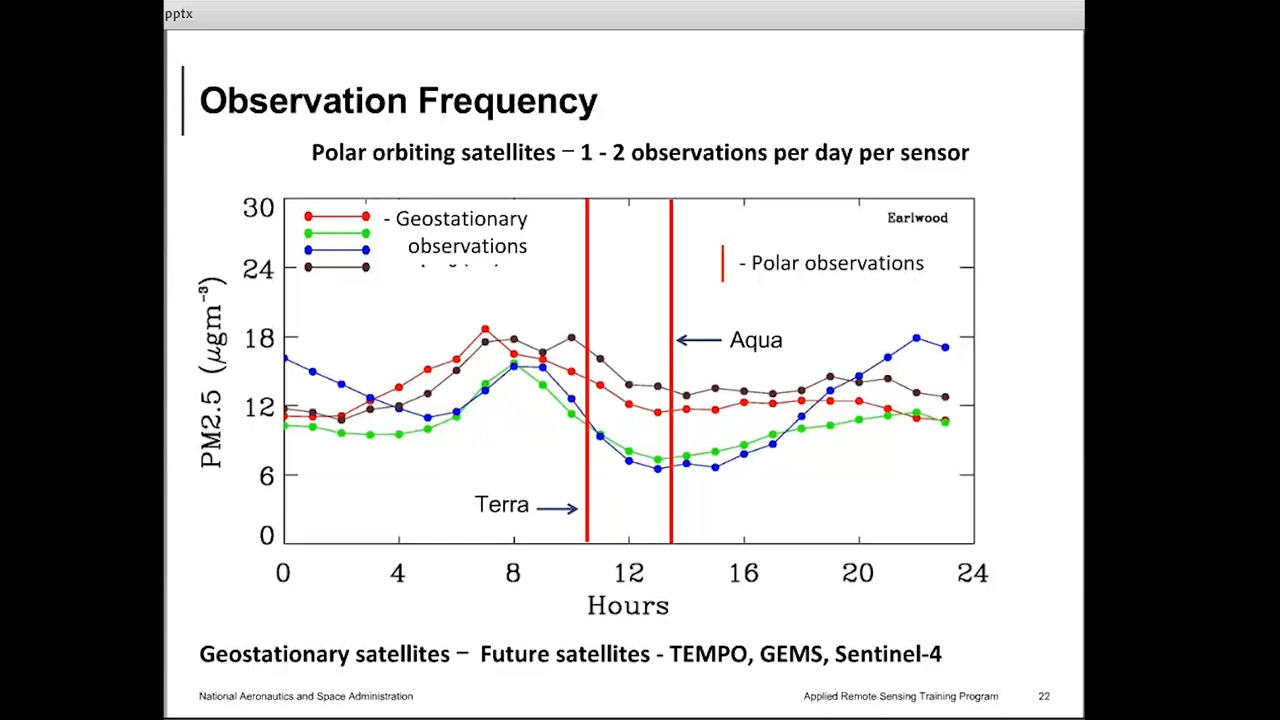 pptx
Observation Frequency
Polar orbiting satellites – 1 - 2 observations per day per sensor
30
24
18
12
6
0
PM2.5 (μgm⁻³)
- Geostationary
observations
Earlwood
- Polar observations
Aqua
Terra
0 4 8 12 16 20 24
Hours
Geostationary satellites – Future satellites - TEMPO, GEMS, Sentinel-4
National Aeronautics and Space Administration
Applied Remote Sensing Training Program 22